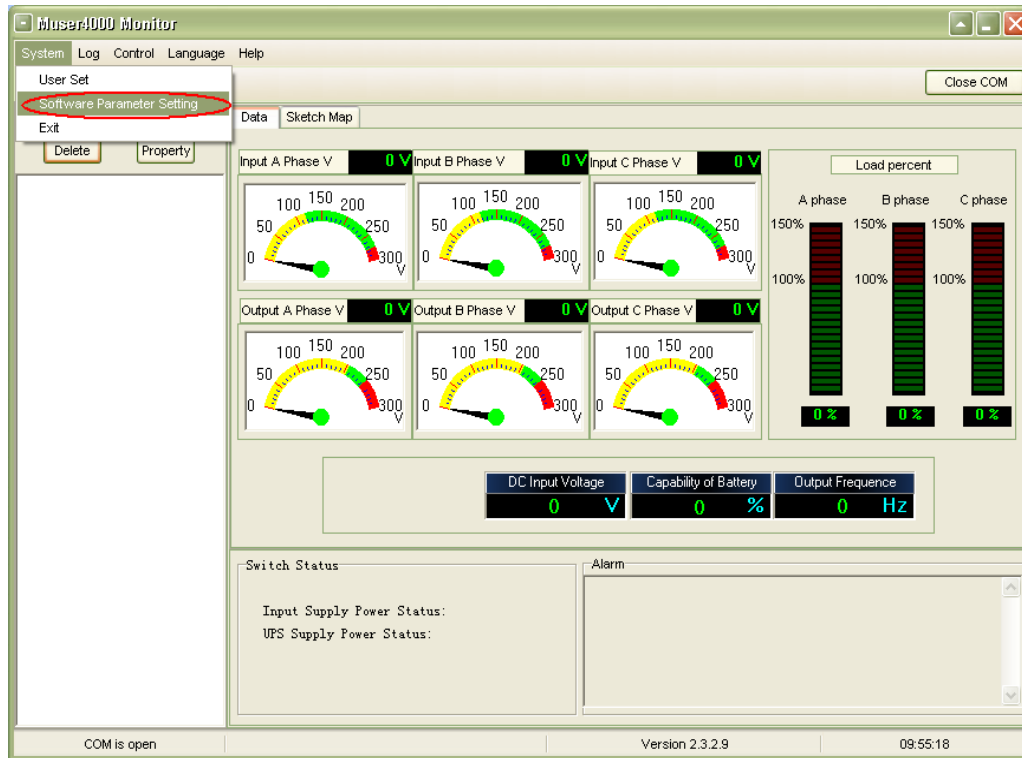 Muser4000 Monitor
System Log Control Language Help
User Set
Software Parameter Setting
Exit
Close COM
Delete Property
Data Sketch Map
Input A Phase V 0 V Input B Phase V 0 V Input C Phase V 0 V
0 50 100 150 200 250 300 V
0 50 100 150 200 250 300 V
0 50 100 150 200 250 300 V
Output A Phase V 0 V Output B Phase V 0 V Output C Phase V 0 V
0 50 100 150 200 250 300 V
0 50 100 150 200 250 300 V
0 50 100 150 200 250 300 V
Load percent
A phase B phase C phase
150% 150% 150%
100% 100% 100%
0 % 0 % 0 %
DC Input Voltage Capability of Battery Output Frequence
0 V 0 % 0 Hz
Switch Status
Input Supply Power Status:
UPS Supply Power Status:
Alarm
COM is open Version 2.3.2.9 09:55:18